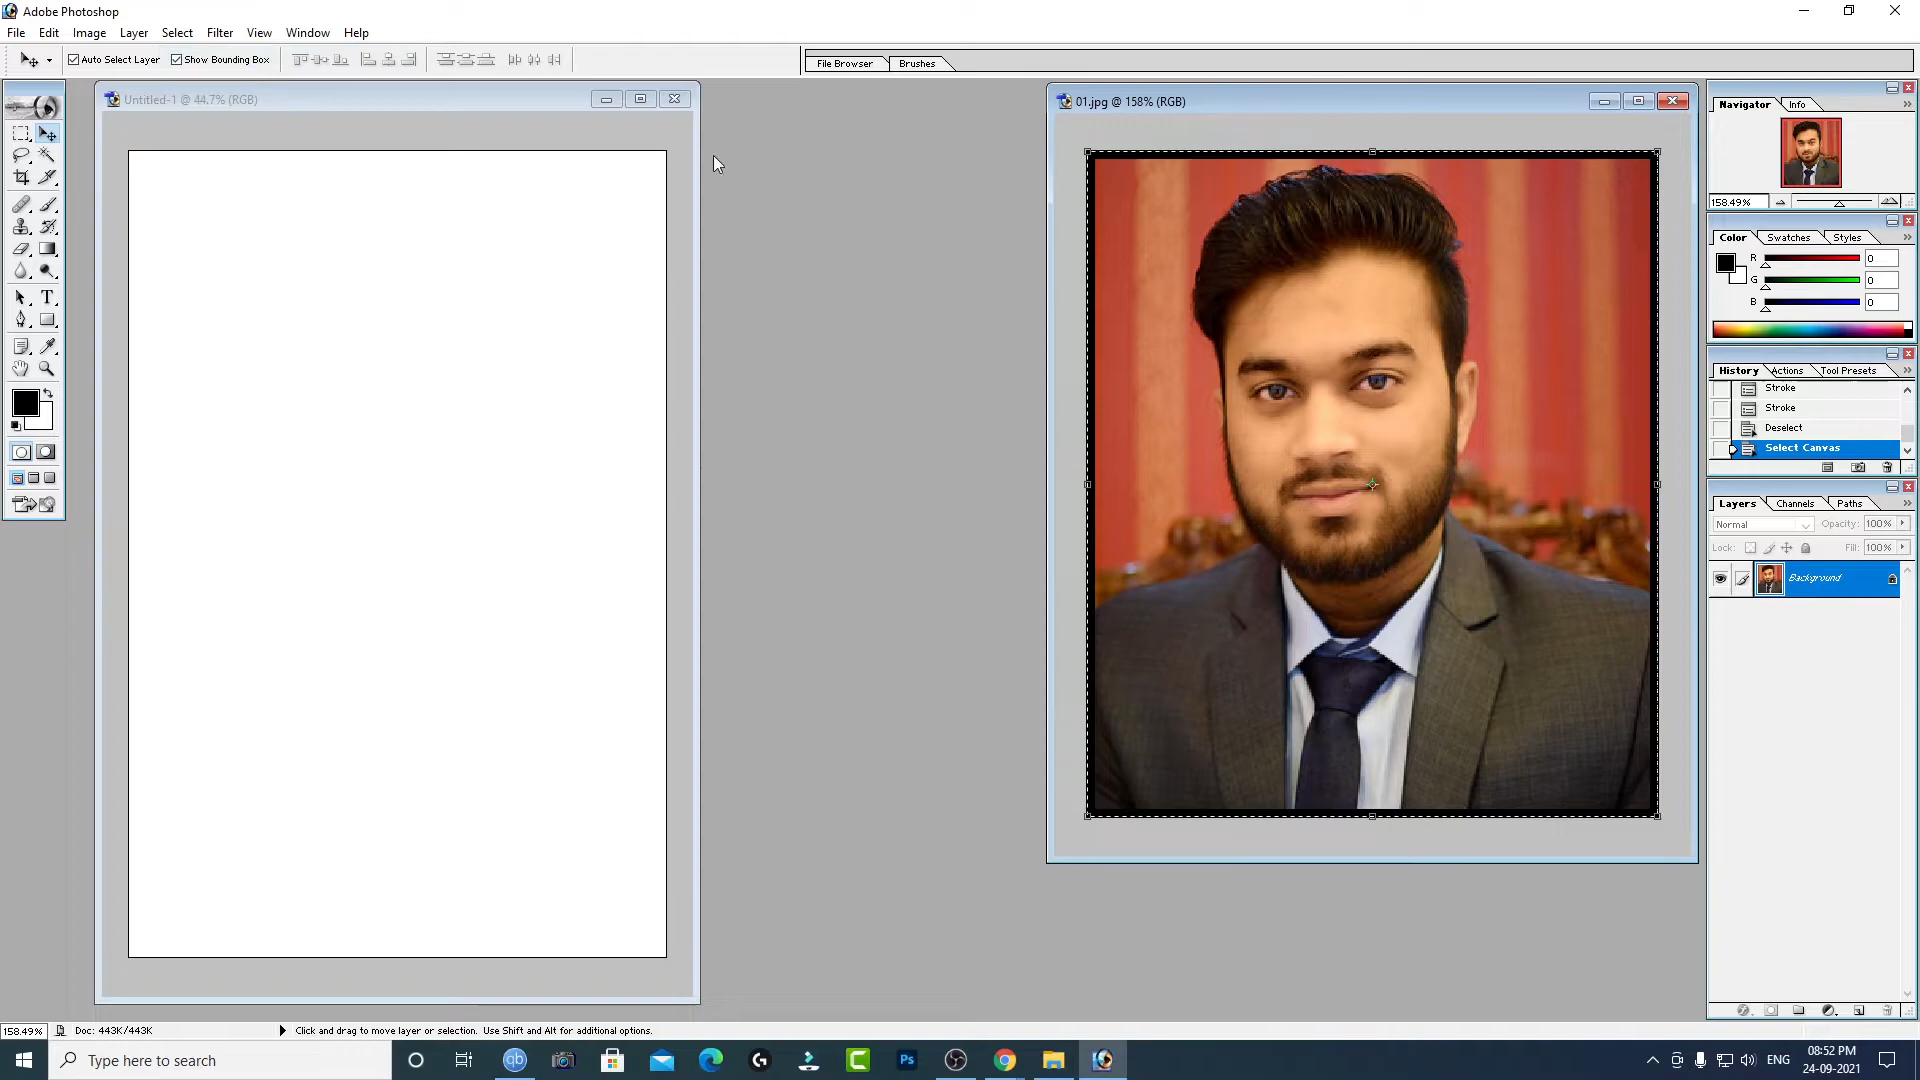 Adobe Photoshop
File Edit Image Layer Select Filter View Window Help
Auto Select Layer Show Bounding Box File Browser Brushes
Untitled-1 @ 44.7% (RGB)
01.jpg @ 158% (RGB)
Navigator Info
158.49%
Color Swatches Styles
R 0
G 0
B 0
History Actions Tool Presets
Stroke
Stroke
Deselect
Select Canvas
Layers Channels Paths
Normal Opacity: 100%
Lock: Fill: 100%
Background
158.49% Doc: 443K/443K Click and drag to move layer or selection. Use Shift and Alt for additional options.
Type here to search
qb
Ps
ENG
08:52 PM
24-09-2021